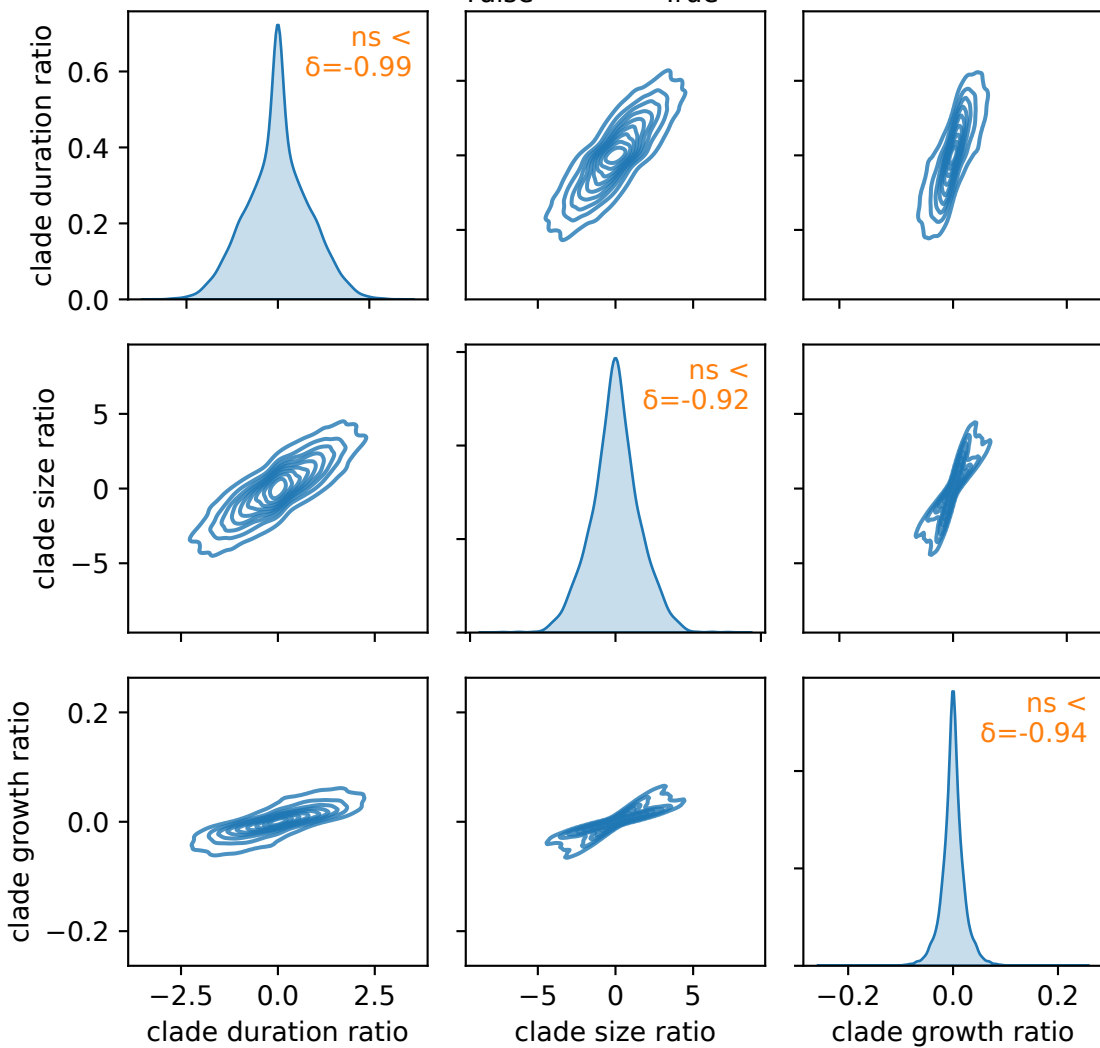 True
clade duration ratio
0.6
0.4
0.2
0.0
ns <
δ=-0.99
clade size ratio
5
0
−5
ns <
δ=-0.92
clade growth ratio
0.2
0.0
−0.2
ns <
δ=-0.94
−2.5 0.0 2.5
−5 0 5
−0.2 0.0 0.2
clade duration ratio
clade size ratio
clade growth ratio